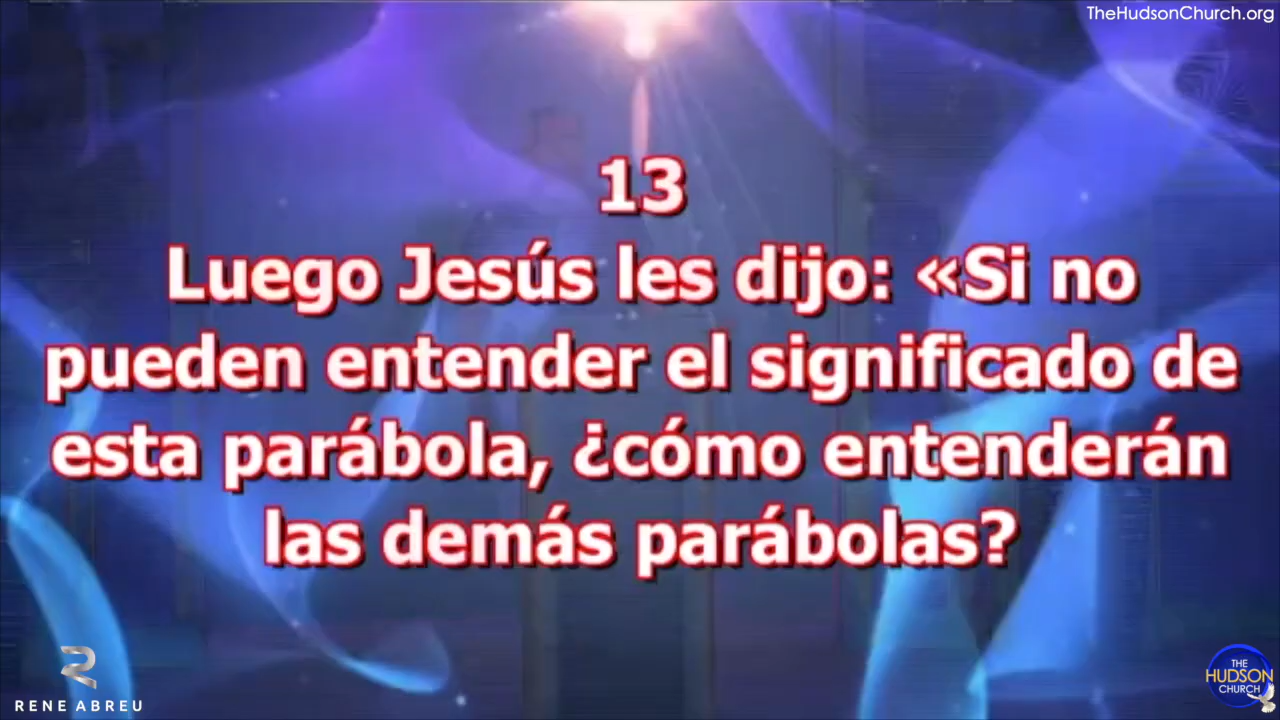 TheHudsonChurch.org
13
Luego Jesús les dijo: «Si no
pueden entender el significado de
esta parábola, ¿cómo entenderán
las demás parábolas?
RENE ABREU
THE
HUDSON
CHURCH